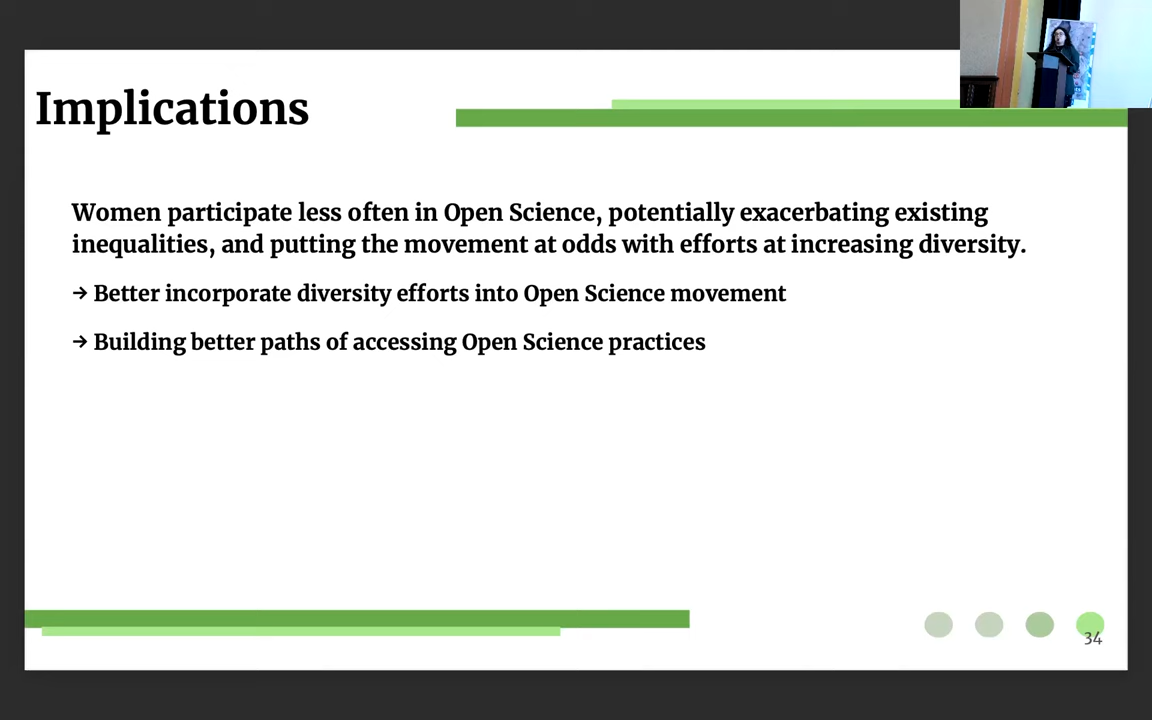 Implications
Women participate less often in Open Science, potentially exacerbating existing
inequalities, and putting the movement at odds with efforts at increasing diversity.
→ Better incorporate diversity efforts into Open Science movement
→ Building better paths of accessing Open Science practices
34